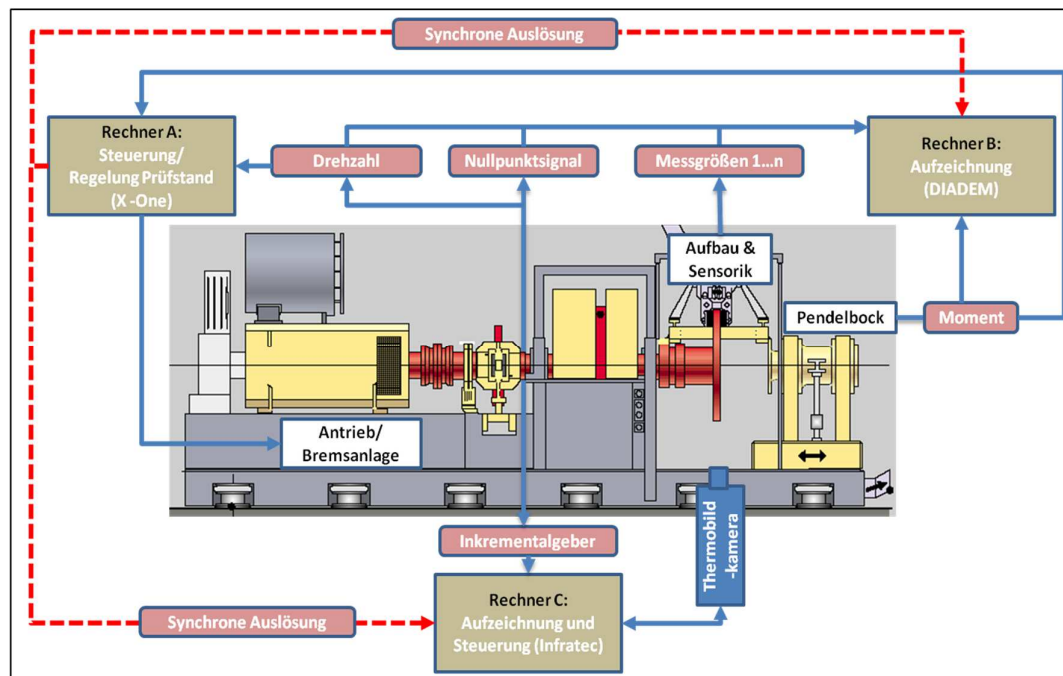 Synchrone Auslösung
Rechner A:
Steuerung/
Regelung Prüfstand
(X -One)
Drehzahl
Nullpunktsignal
Messgrößen 1...n
Rechner B:
Aufzeichnung
(DIADEM)
Aufbau &
Sensorik
Pendelbock
Moment
Antrieb/
Bremsanlage
Inkrementalgeber
Thermobild
-kamera
Rechner C:
Aufzeichnung und
Steuerung (Infratec)
Synchrone Auslösung